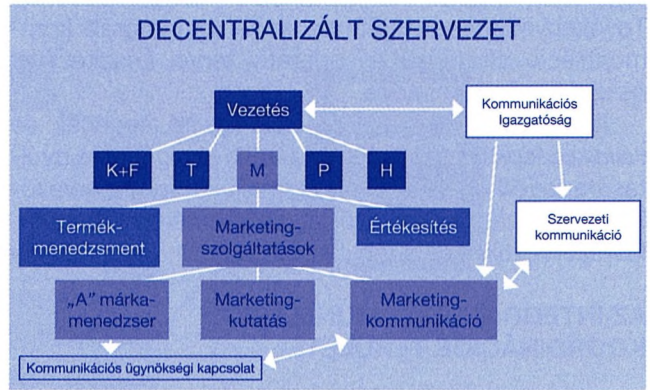 DECENTRALIZÁLT SZERVEZET
Vezetés
Kommunikációs
Igazgatóság
K+F
T
M
P
H
Termék-
menedzsment
Marketing-
szolgáltatások
Értékesítés
Szervezeti
kommunikáció
„A” márka-
menedzser
Marketing-
kutatás
Marketing-
kommunikáció
Kommunikációs ügynökségi kapcsolat